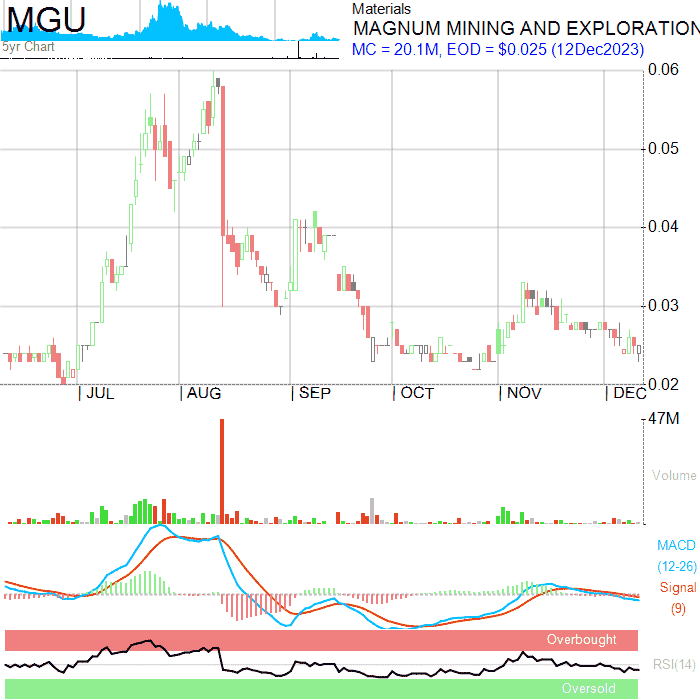 MGU
5yr Chart
Materials
MAGNUM MINING AND EXPLORATION
MC = 20.1M, EOD = $0.025 (12Dec2023)
0.06
0.05
0.04
0.03
0.02
JUL
AUG
SEP
OCT
NOV
DEC
47M
Volume
MACD
(12-26)
Signal
(9)
Overbought
RSI(14)
Oversold